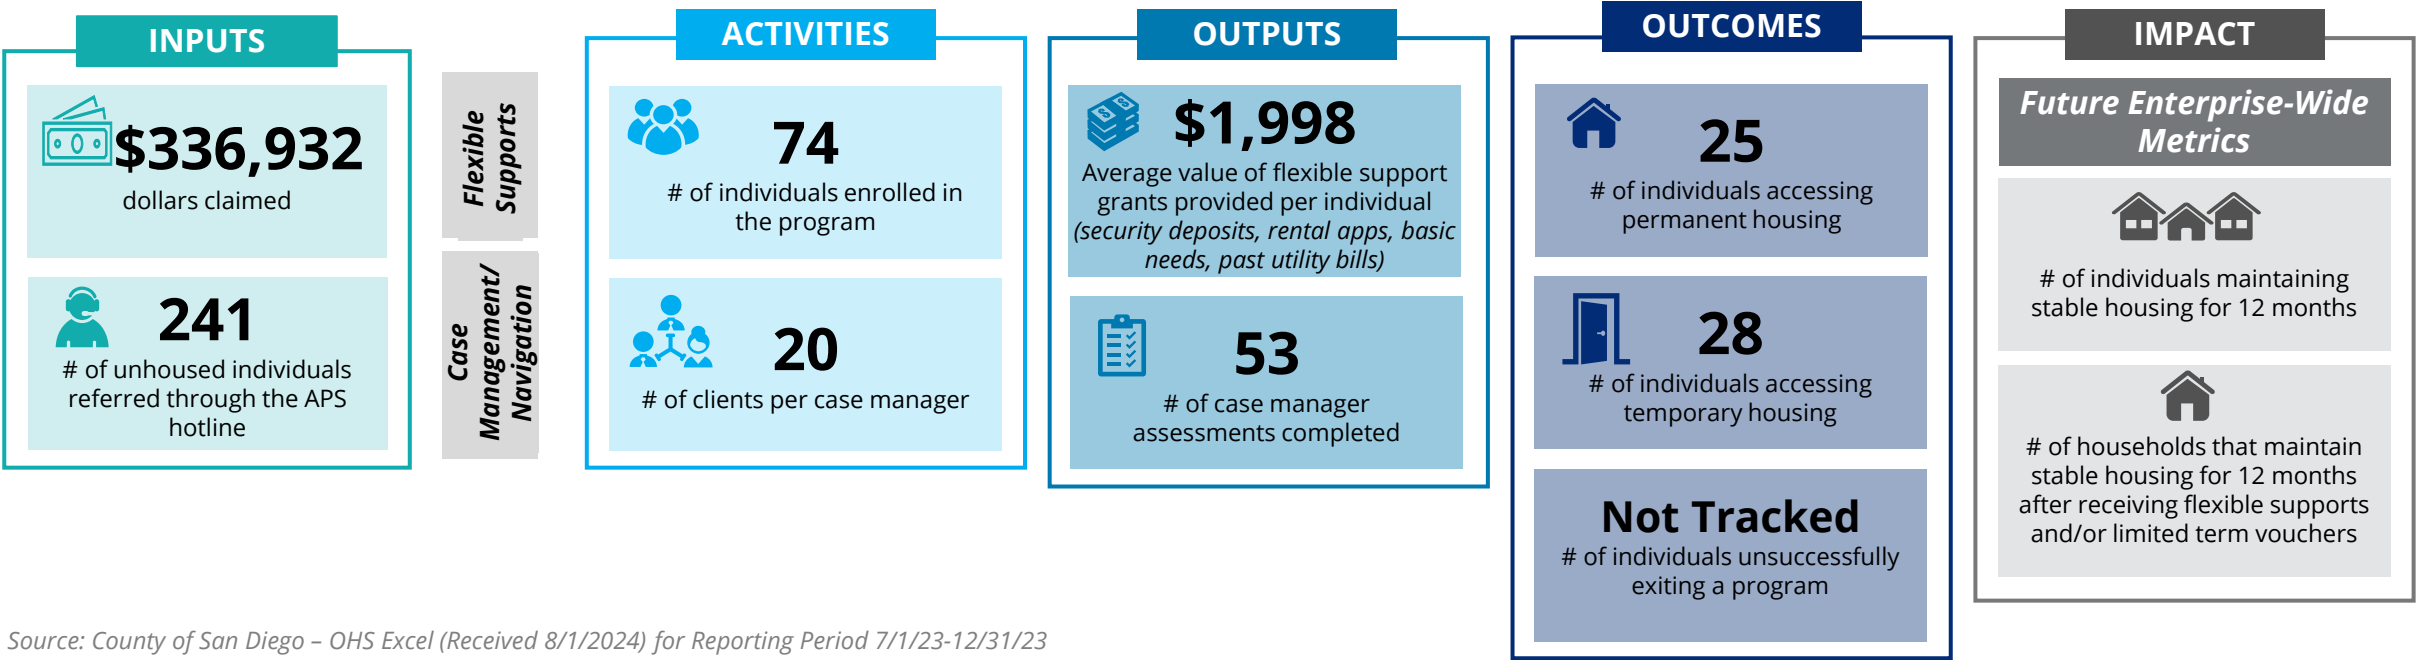 INPUTS
$336,932
dollars claimed
241
# of unhoused individuals
referred through the APS
hotline
Flexible
Supports
Case
Management/
Navigation
ACTIVITIES
74
# of individuals enrolled in
the program
20
# of clients per case manager
OUTPUTS
$1,998
Average value of flexible support
grants provided per individual
(security deposits, rental apps, basic
needs, past utility bills)
53
# of case manager
assessments completed
OUTCOMES
25
# of individuals accessing
permanent housing
28
# of individuals accessing
temporary housing
Not Tracked
# of individuals unsuccessfully
exiting a program
IMPACT
Future Enterprise-Wide
Metrics
# of individuals maintaining
stable housing for 12 months
# of households that maintain
stable housing for 12 months
after receiving flexible supports
and/or limited term vouchers
Source: County of San Diego – OHS Excel (Received 8/1/2024) for Reporting Period 7/1/23-12/31/23